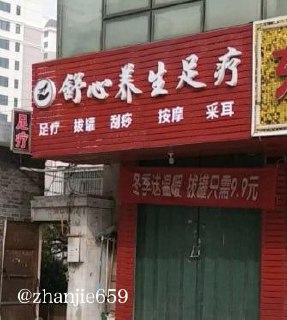 舒心养生足疗
足疗 拔罐 刮痧 按摩 采耳
足疗
冬季送温暖 拔罐只需9.9元
@zhanjie659